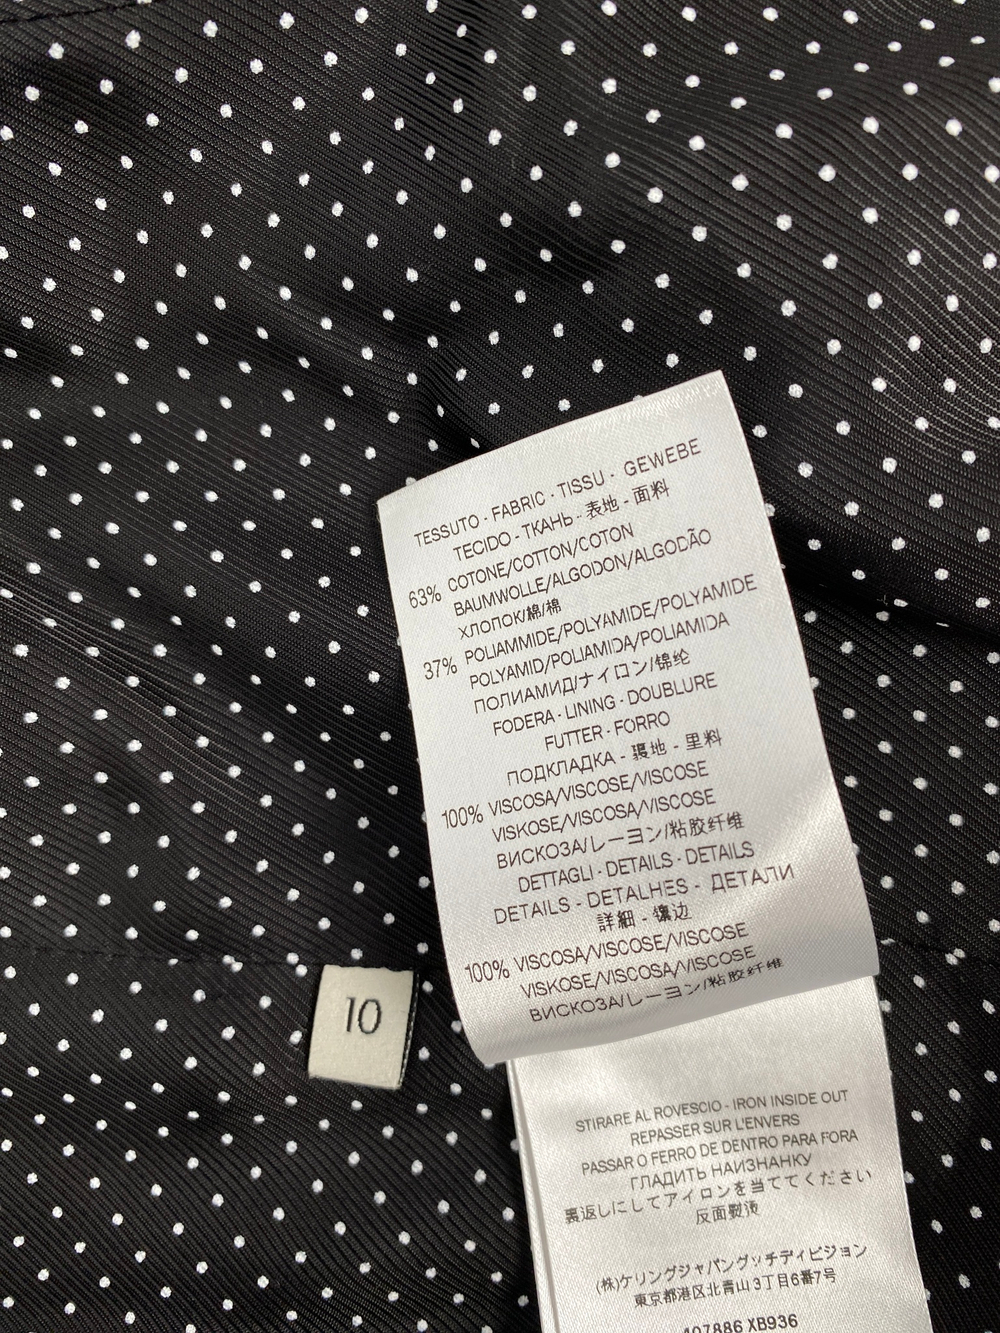 TESSUTO - FABRIC - TISSU - GEWEBE
TECIDO - ТКАНЬ - 表地 - 面料
63% COTONE/COTTON/COTON
BAUMWOLLE/ALGODON/ALGODÃO
ХЛОПОК/綿/棉
37% POLIAMMIDE/POLYAMIDE/POLYAMIDE
POLYAMID/POLIAMIDA/POLIAMIDA
ПОЛИАМИД/ナイロン/锦纶
FODERA - LINING - DOUBLURE
FUTTER - FORRO
ПОДКЛАДКА - 裏地 - 里料
100% VISCOSA/VISCOSE/VISCOSE
VISKOSE/VISCOSA/VISCOSE
ВИСКОЗА/レーヨン/粘胶纤维
DETTAGLI - DETAILS - DETAILS
DETAILS - DETALHES - ДЕТАЛИ
詳細 - 镶边
100% VISCOSA/VISCOSE/VISCOSE
VISKOSE/VISCOSA/VISCOSE
ВИСКОЗА/レーヨン/粘胶纤维
10
STIRARE AL ROVESCIO - IRON INSIDE OUT
REPASSER SUR L'ENVERS
PASSAR O FERRO DE DENTRO PARA FORA
ГЛАДИТЬ НАИЗНАНКУ
裏返しにしてアイロンを当ててください
反面熨烫
(株)ケリングジャパングッチディビジョン
東京都港区北青山3丁目6番7号
407886 XB936